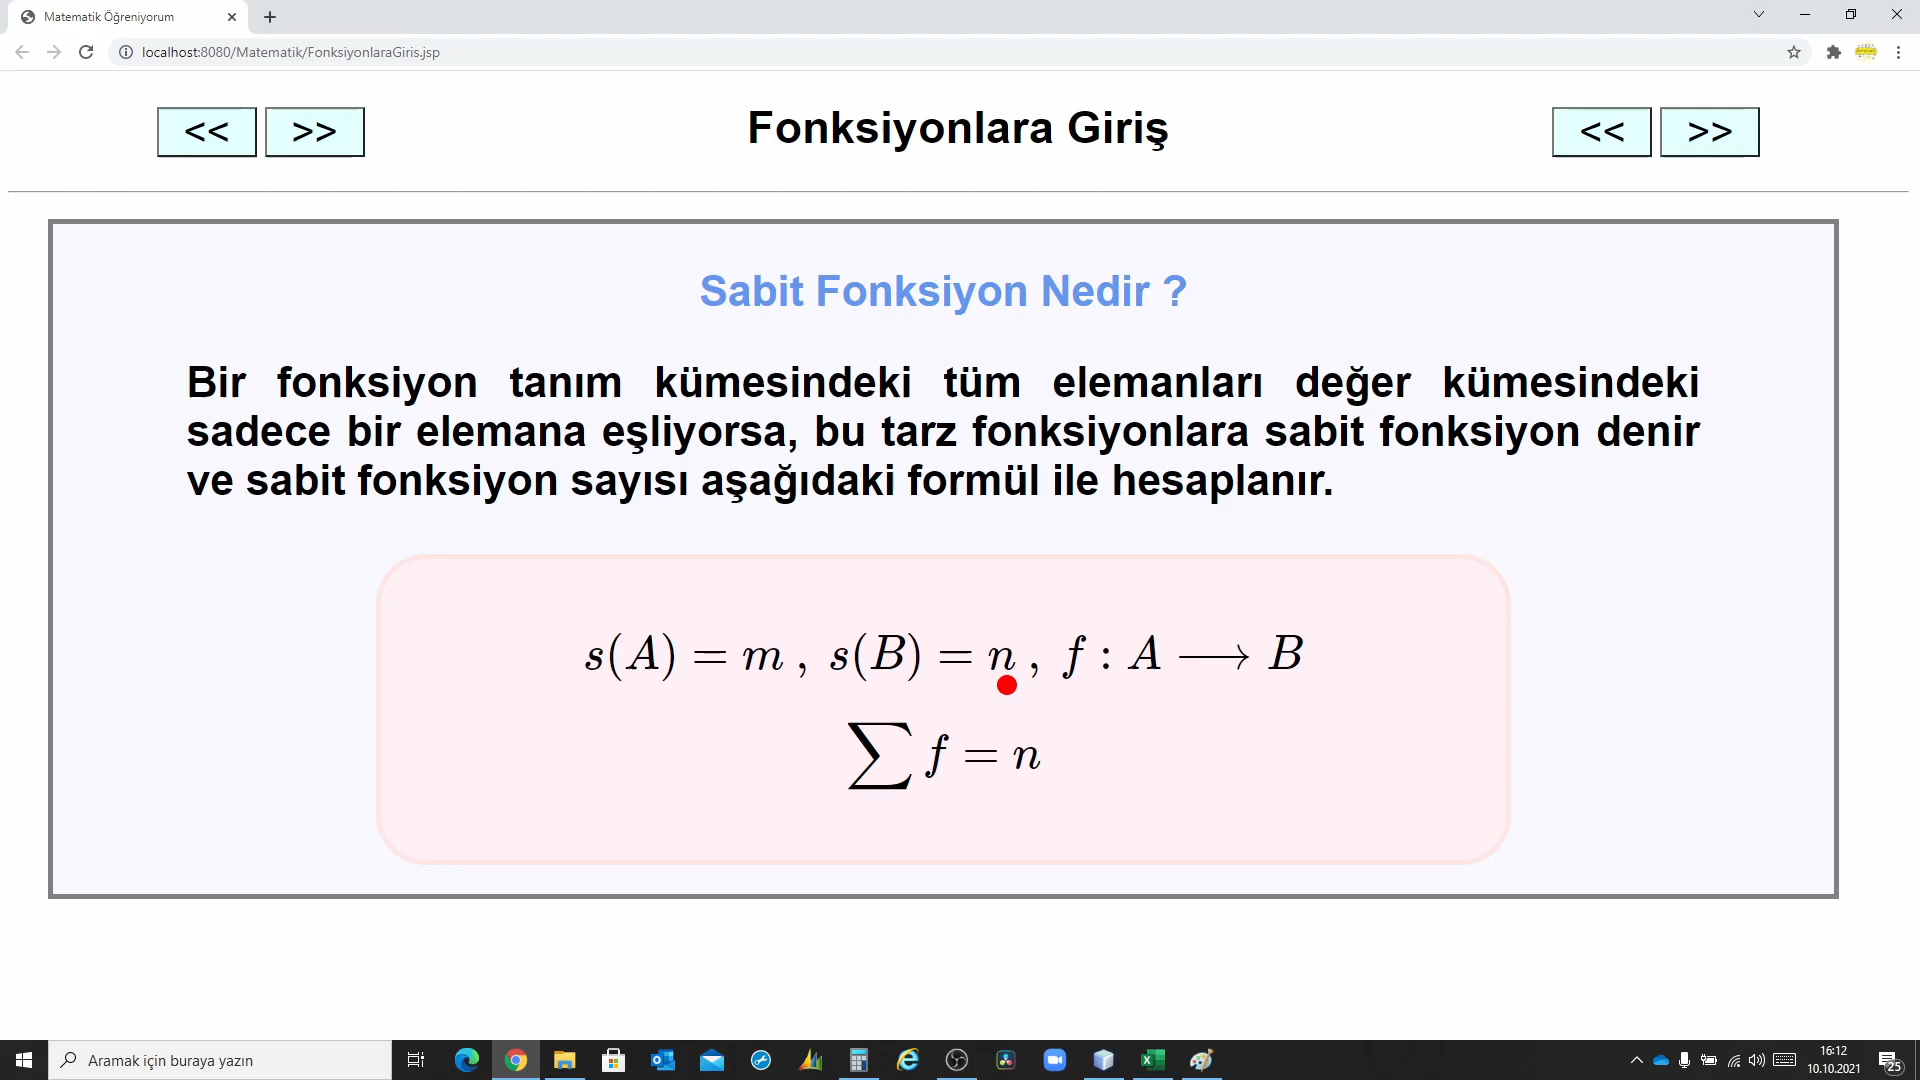 Matematik Öğreniyorum
localhost:8080/Matematik/FonksiyonlaraGiris.jsp
<< >> Fonksiyonlara Giriş << >>
Sabit Fonksiyon Nedir ?
Bir fonksiyon tanım kümesindeki tüm elemanları değer kümesindeki
sadece bir elemana eşliyorsa, bu tarz fonksiyonlara sabit fonksiyon denir
ve sabit fonksiyon sayısı aşağıdaki formül ile hesaplanır.
s(A) = m , s(B) = n , f : A ⟶ B
∑ f = n
Aramak için buraya yazın
16:12
10.10.2021
25